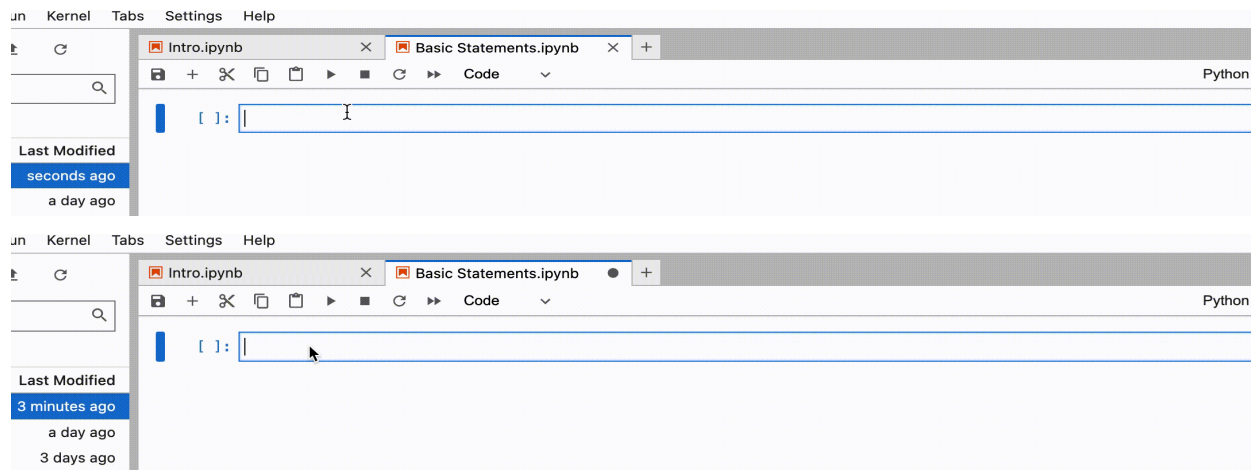 un Kernel Tabs Settings Help
Intro.ipynb Basic Statements.ipynb
Code Python
[ ]:
Last Modified
seconds ago
a day ago
un Kernel Tabs Settings Help
Intro.ipynb Basic Statements.ipynb
Code Python
[ ]:
Last Modified
3 minutes ago
a day ago
3 days ago